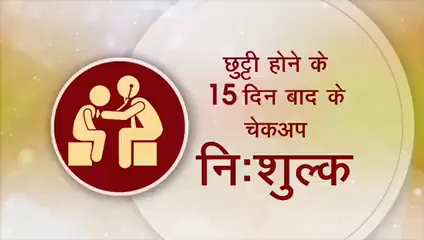 छुट्टी होने के
15 दिन बाद के
चेकअप
निःशुल्क